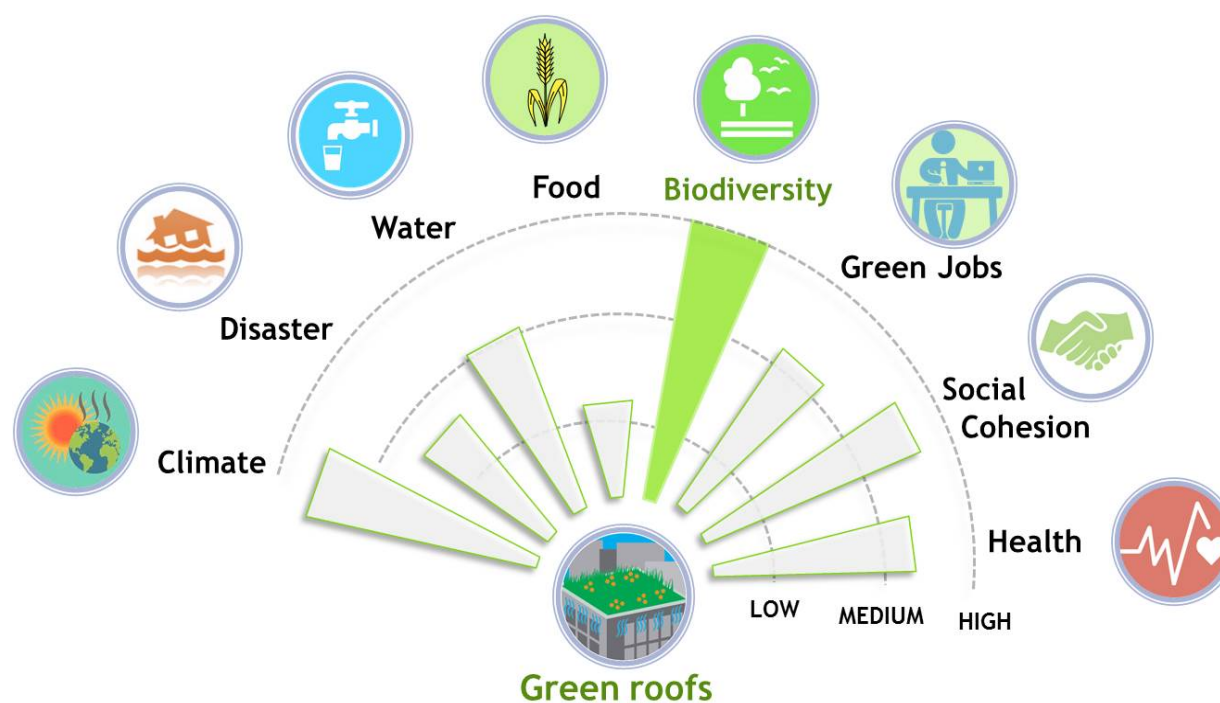 Food
Biodiversity
Water
Green Jobs
Disaster
Social
Cohesion
Climate
Health
LOW
MEDIUM
HIGH
Green roofs